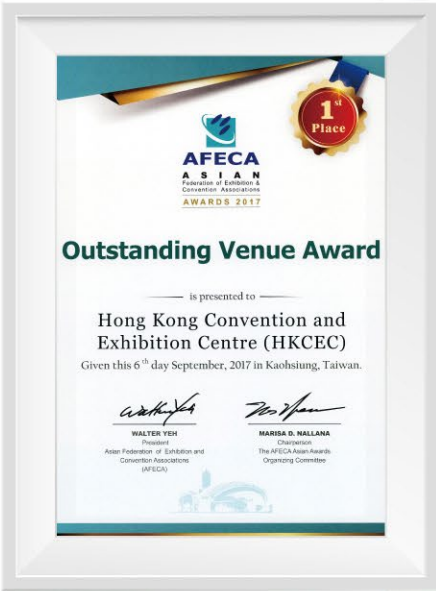 1st
Place
AFECA
ASIAN
Federation of Exhibition &
Convention Associations
AWARDS 2017
Outstanding Venue Award
is presented to
Hong Kong Convention and
Exhibition Centre (HKCEC)
Given this 6 th day September, 2017 in Kaohsiung, Taiwan.
WALTER YEH
President
Asian Federation of Exhibition and
Convention Associations
(AFECA)
MARISA D. NALLANA
Chairperson
The AFECA Asian Awards
Organizing Committee